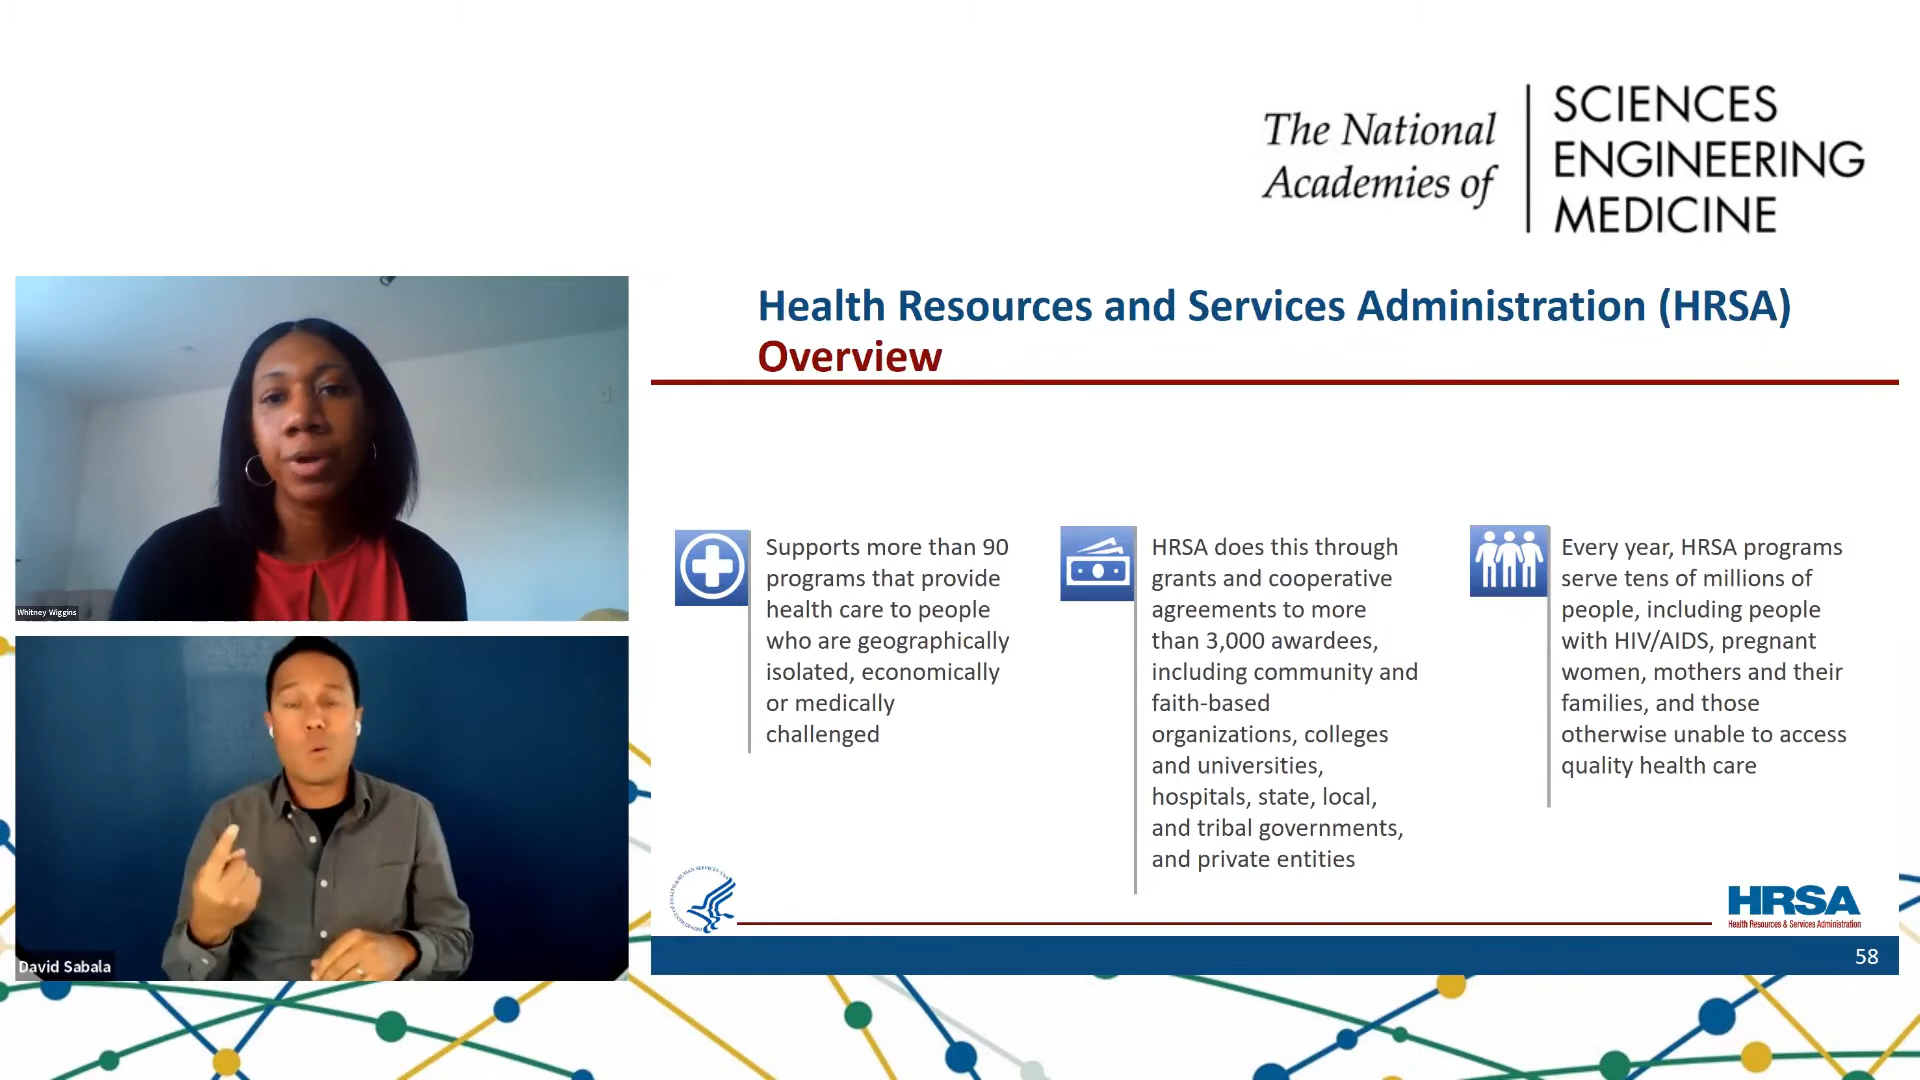 The National
Academies of
SCIENCES
ENGINEERING
MEDICINE
Whitney Wiggins
David Sabala
Health Resources and Services Administration (HRSA)
Overview
Supports more than 90
programs that provide
health care to people
who are geographically
isolated, economically
or medically
challenged
HRSA does this through
grants and cooperative
agreements to more
than 3,000 awardees,
including community and
faith-based
organizations, colleges
and universities,
hospitals, state, local,
and tribal governments,
and private entities
Every year, HRSA programs
serve tens of millions of
people, including people
with HIV/AIDS, pregnant
women, mothers and their
families, and those
otherwise unable to access
quality health care
HRSA
Health Resources & Services Administration
58